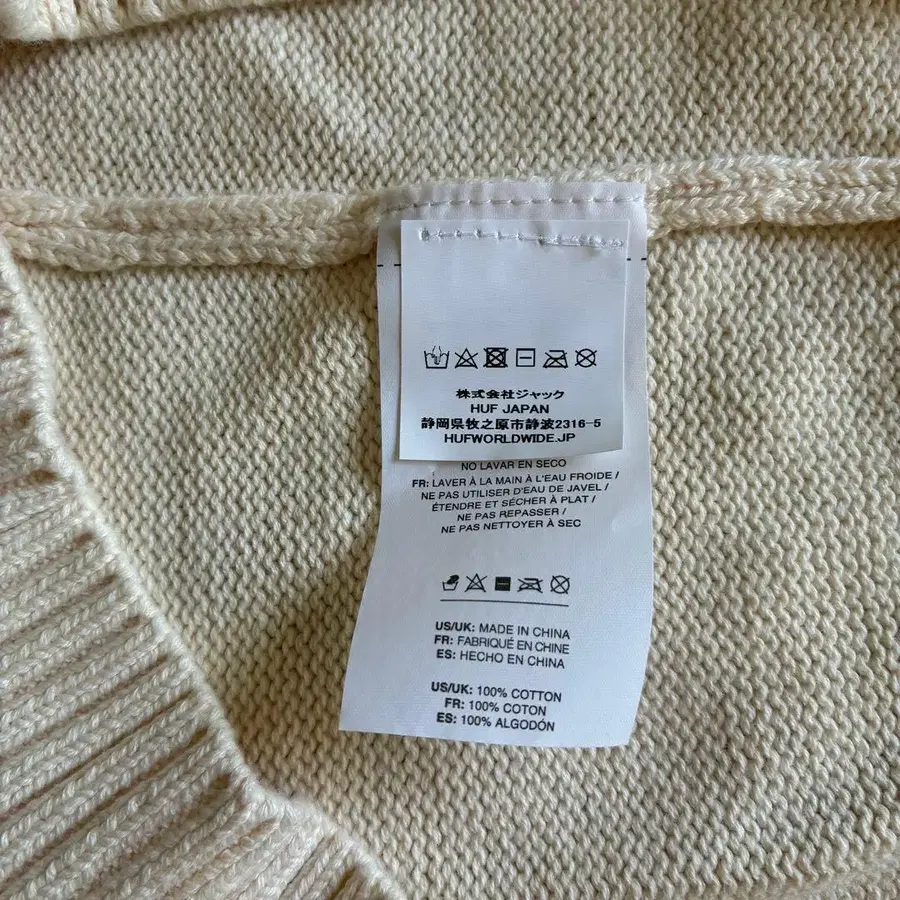 株式会社ジャック
HUF JAPAN
静岡県牧之原市静波2316-5
HUFWORLDWIDE.JP
NO LAVAR EN SECO
FR: LAVER À LA MAIN À L'EAU FROIDE /
NE PAS UTILISER D'EAU DE JAVEL /
ÉTENDRE ET SÉCHER À PLAT /
NE PAS REPASSER /
NE PAS NETTOYER À SEC
US/UK: MADE IN CHINA
FR: FABRIQUÉ EN CHINE
ES: HECHO EN CHINA
US/UK: 100% COTTON
FR: 100% COTON
ES: 100% ALGODÓN